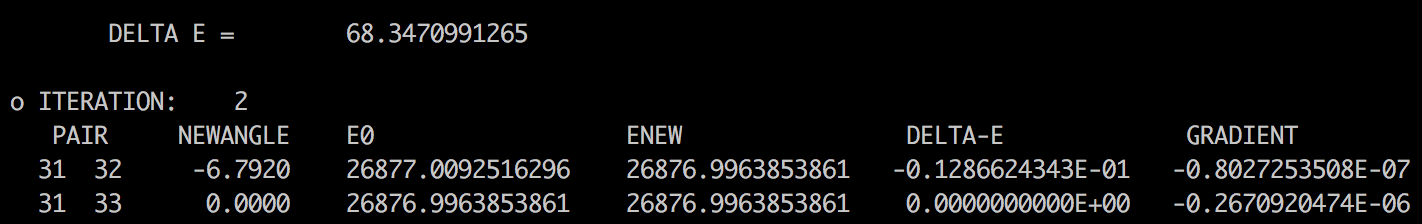 DELTA E =        68.3470991265
o ITERATION:    2
PAIR     NEWANGLE    E0                  ENEW                DELTA-E             GRADIENT
31  32     -6.7920    26877.0092516296    26876.9963853861   -0.1286624343E-01   -0.8027253508E-07
31  33      0.0000    26876.9963853861    26876.9963853861    0.0000000000E+00   -0.2670920474E-06